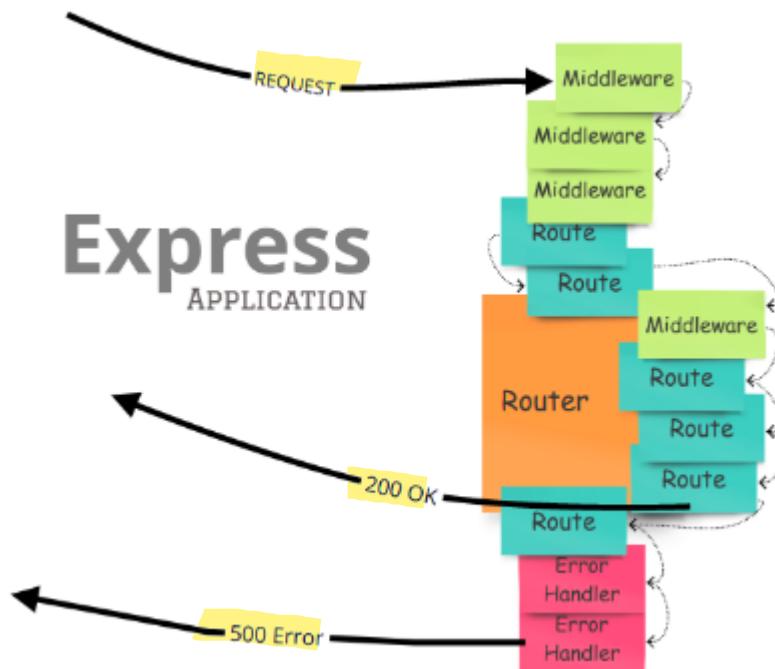 REQUEST
Middleware
Middleware
Middleware
Route
Route
Express
APPLICATION
Middleware
Route
Router
Route
Route
200 OK
Route
Error
Handler
500 Error
Error
Handler